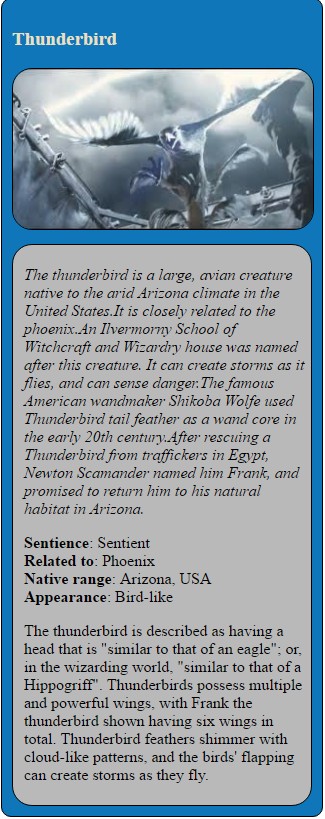 Thunderbird
The thunderbird is a large, avian creature
native to the arid Arizona climate in the
United States.It is closely related to the
phoenix.An Ilvermorny School of
Witchcraft and Wizardry house was named
after this creature. It can create storms as it
flies, and can sense danger.The famous
American wandmaker Shikoba Wolfe used
Thunderbird tail feather as a wand core in
the early 20th century.After rescuing a
Thunderbird from traffickers in Egypt,
Newton Scamander named him Frank, and
promised to return him to his natural
habitat in Arizona.
Sentience: Sentient
Related to: Phoenix
Native range: Arizona, USA
Appearance: Bird-like
The thunderbird is described as having a
head that is "similar to that of an eagle"; or,
in the wizarding world, "similar to that of a
Hippogriff". Thunderbirds possess multiple
and powerful wings, with Frank the
thunderbird shown having six wings in
total. Thunderbird feathers shimmer with
cloud-like patterns, and the birds' flapping
can create storms as they fly.